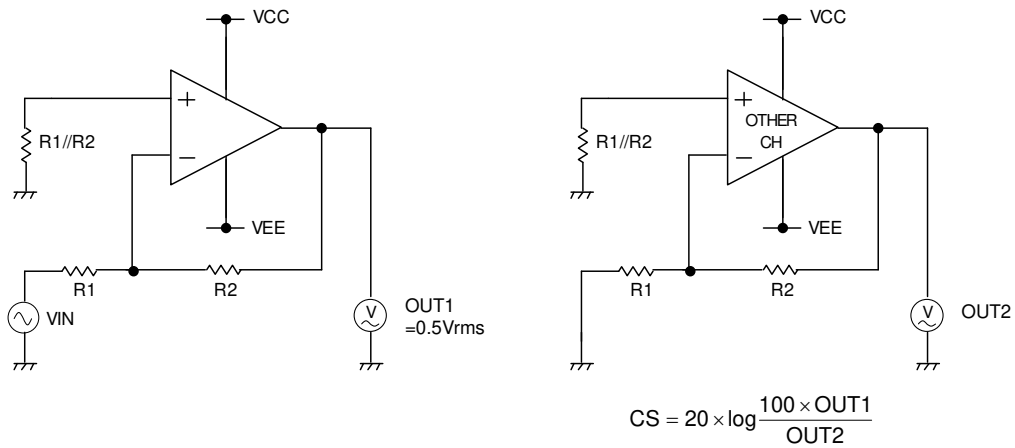 VCC
+
R1//R2
−
VEE
R1
R2
VIN
V
OUT1
=0.5Vrms
VCC
+
OTHER
CH
R1//R2
−
VEE
R1
R2
V
OUT2
CS = 20 × log 100 × OUT1 / OUT2